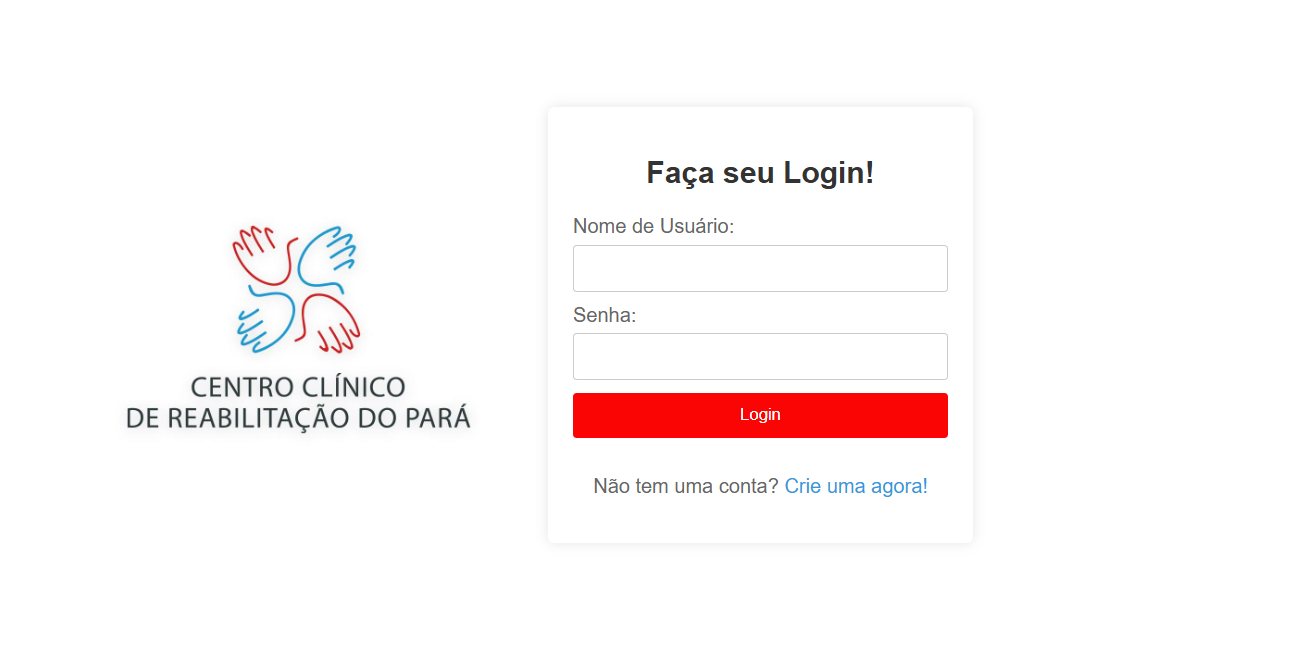 CENTRO CLÍNICO
DE REABILITAÇÃO DO PARÁ
Faça seu Login!
Nome de Usuário:
Senha:
Login
Não tem uma conta? Crie uma agora!